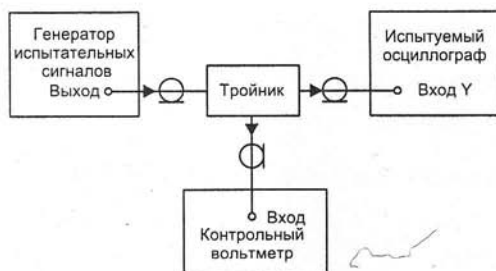 Генератор
испытательных
сигналов
Выход
Тройник
Испытуемый
осциллограф
Вход Y
Вход
Контрольный
вольтметр